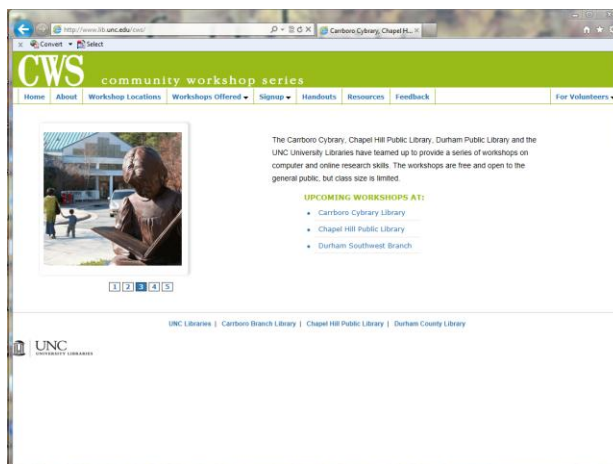 http://www.lib.unc.edu/cws/
Carrboro Cybrary, Chapel H...
Convert Select
CWS community workshop series
Home About Workshop Locations Workshops Offered Signup Handouts Resources Feedback For Volunteers
The Carrboro Cybrary, Chapel Hill Public Library, Durham Public Library and the
UNC University Libraries have teamed up to provide a series of workshops on
computer and online research skills. The workshops are free and open to the
general public, but class size is limited.
UPCOMING WORKSHOPS AT:
Carrboro Cybrary Library
Chapel Hill Public Library
Durham Southwest Branch
1 2 3 4 5
UNC Libraries | Carrboro Branch Library | Chapel Hill Public Library | Durham County Library
UNC
UNIVERSITY LIBRARIES